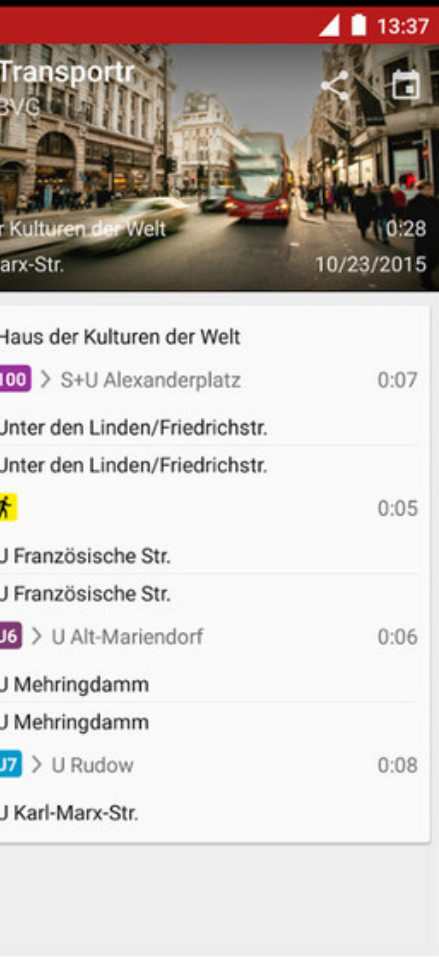 13:37
Transportr
BVG
r Kulturen der Welt 0:28
arx-Str. 10/23/2015
Haus der Kulturen der Welt
100 > S+U Alexanderplatz 0:07
Unter den Linden/Friedrichstr.
Unter den Linden/Friedrichstr.
0:05
U Französische Str.
U Französische Str.
U6 > U Alt-Mariendorf 0:06
U Mehringdamm
U Mehringdamm
U7 > U Rudow 0:08
U Karl-Marx-Str.